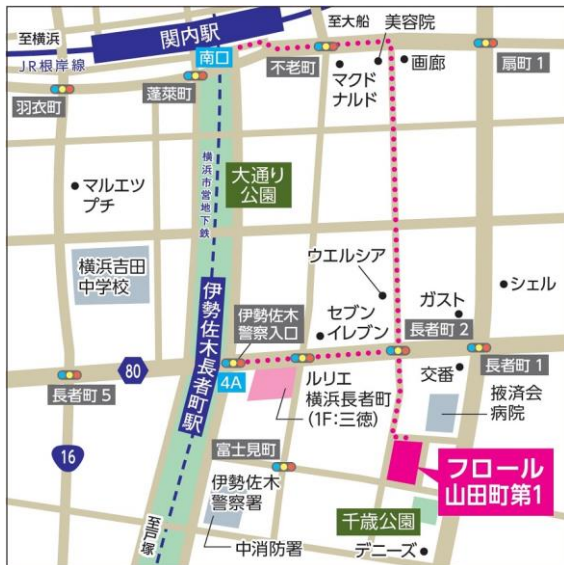 至横浜
関内駅
至大船
美容院
JR根岸線
南口
不老町
マクド
ナルド
画廊
扇町1
羽衣町
蓬莱町
横浜市営地下鉄
大通り
公園
マルエツ
プチ
横浜吉田
中学校
伊勢佐木長者町駅
ウエルシア
シェル
伊勢佐木
警察入口
セブン
イレブン
ガスト
長者町2
80
4A
長者町5
ルリエ
横浜長者町
(1F:三徳)
交番
長者町1
掖済会
病院
16
富士見町
フロール
山田町第1
伊勢佐木
警察署
千歳公園
至戸塚
中消防署
デニーズ